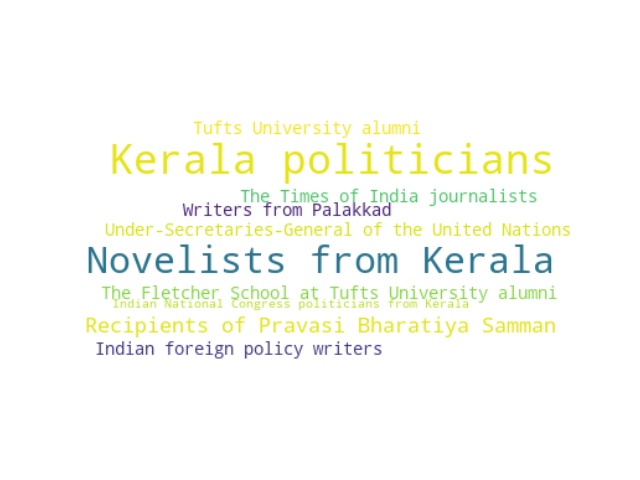 Tufts University alumni
Kerala politicians
The Times of India journalists
Writers from Palakkad
Under-Secretaries-General of the United Nations
Novelists from Kerala
The Fletcher School at Tufts University alumni
Indian National Congress politicians from Kerala
Recipients of Pravasi Bharatiya Samman
Indian foreign policy writers